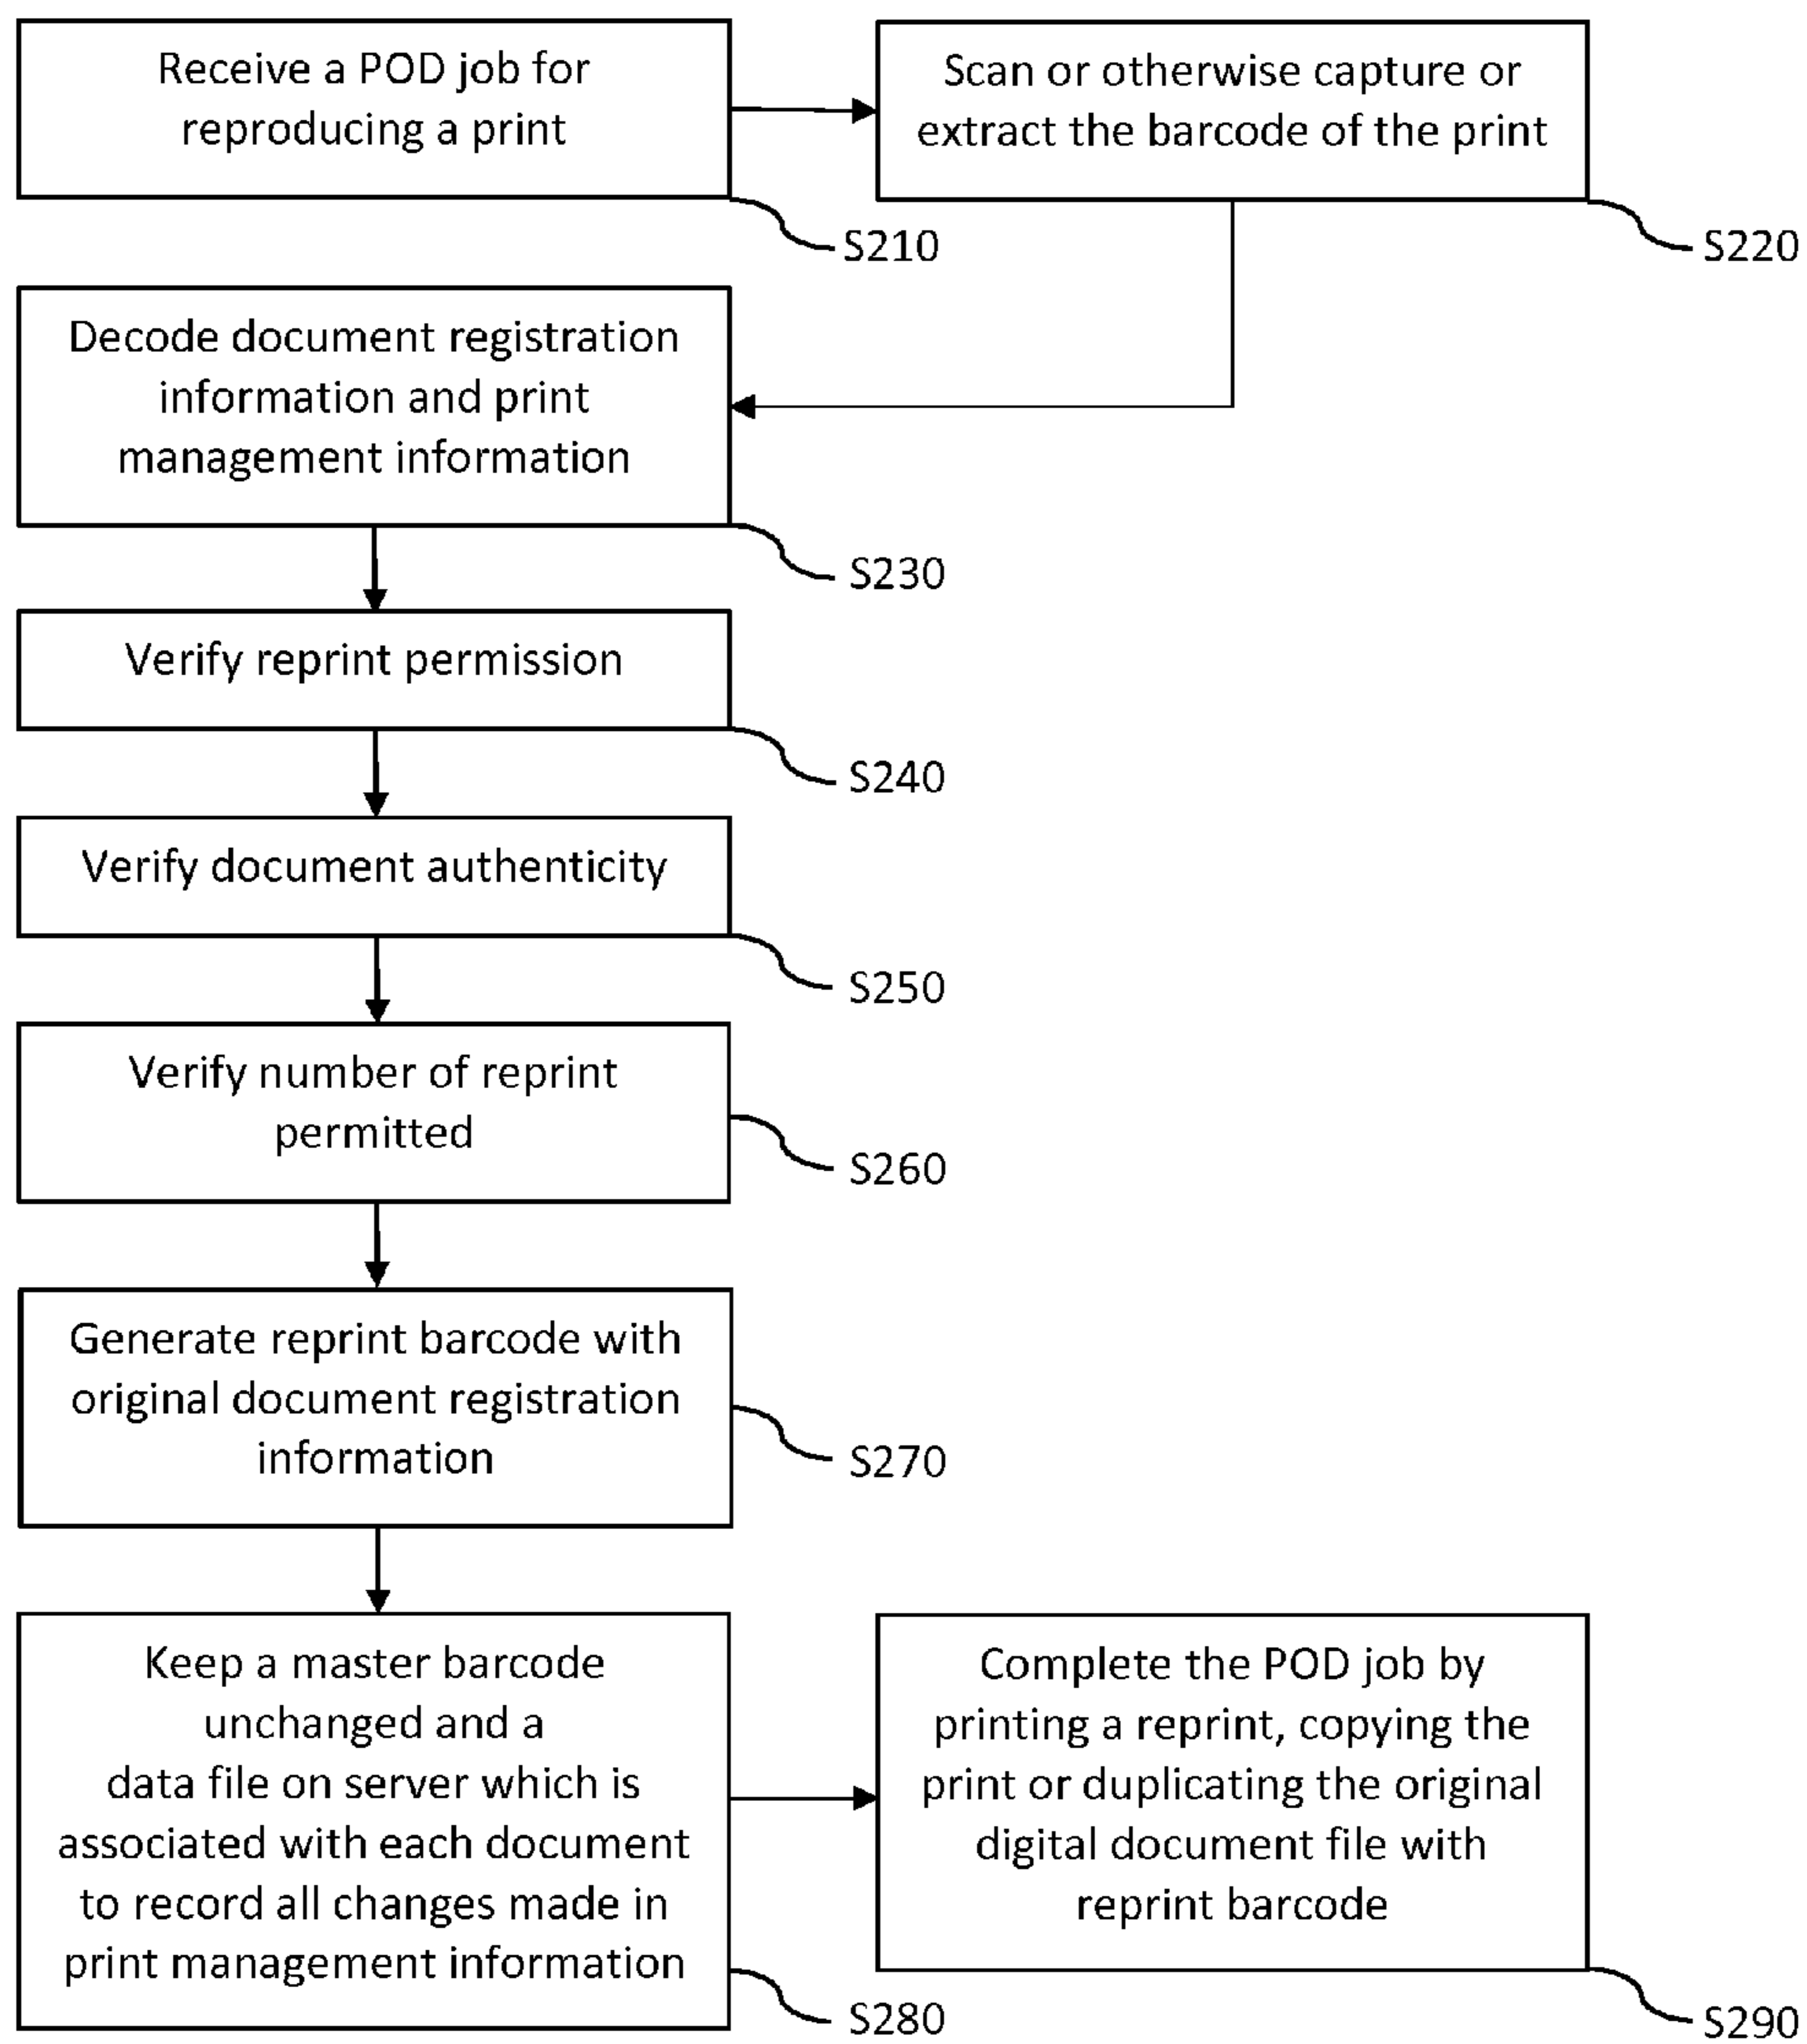 Receive a POD job for
reproducing a print
S210
Scan or otherwise capture or
extract the barcode of the print
S220
Decode document registration
information and print
management information
S230
Verify reprint permission
S240
Verify document authenticity
S250
Verify number of reprint
permitted
S260
Generate reprint barcode with
original document registration
information
S270
Keep a master barcode
unchanged and a
data file on server which is
associated with each document
to record all changes made in
print management information
S280
Complete the POD job by
printing a reprint, copying the
print or duplicating the original
digital document file with
reprint barcode
S290